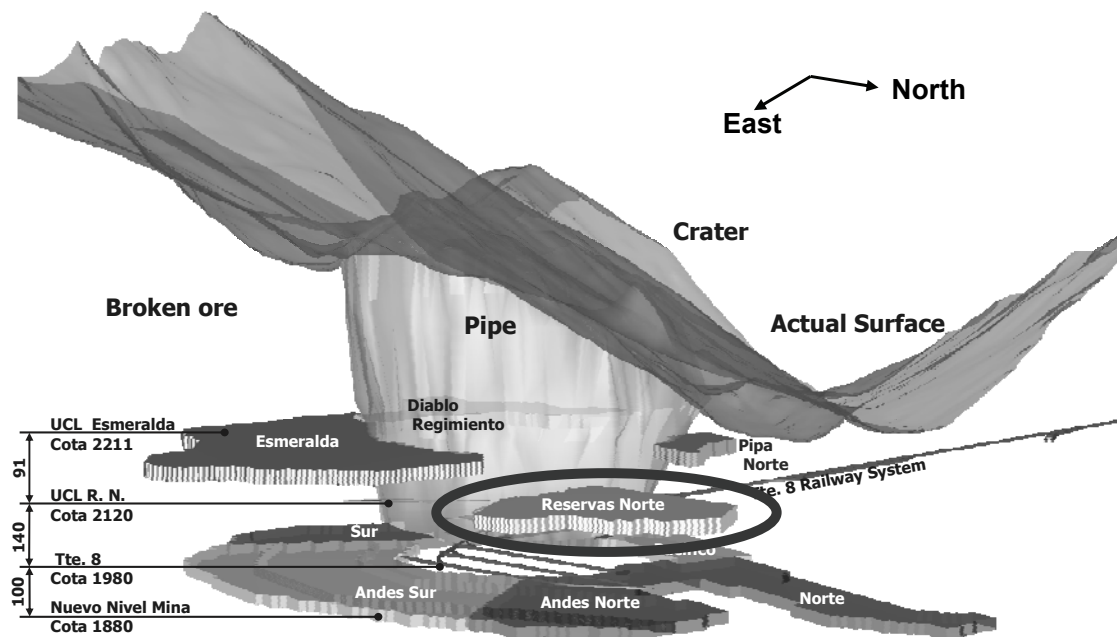 North
East
Crater
Broken ore
Pipe
Actual Surface
Diablo
Regimiento
UCL Esmeralda
Cota 2211
Esmeralda
Pipa
Norte
91
Tte. 8 Railway System
UCL R. N.
Cota 2120
Reservas Norte
140
Sur
Tte. 8
Cota 1980
100
Andes Sur
Andes Norte
Norte
Nuevo Nivel Mina
Cota 1880